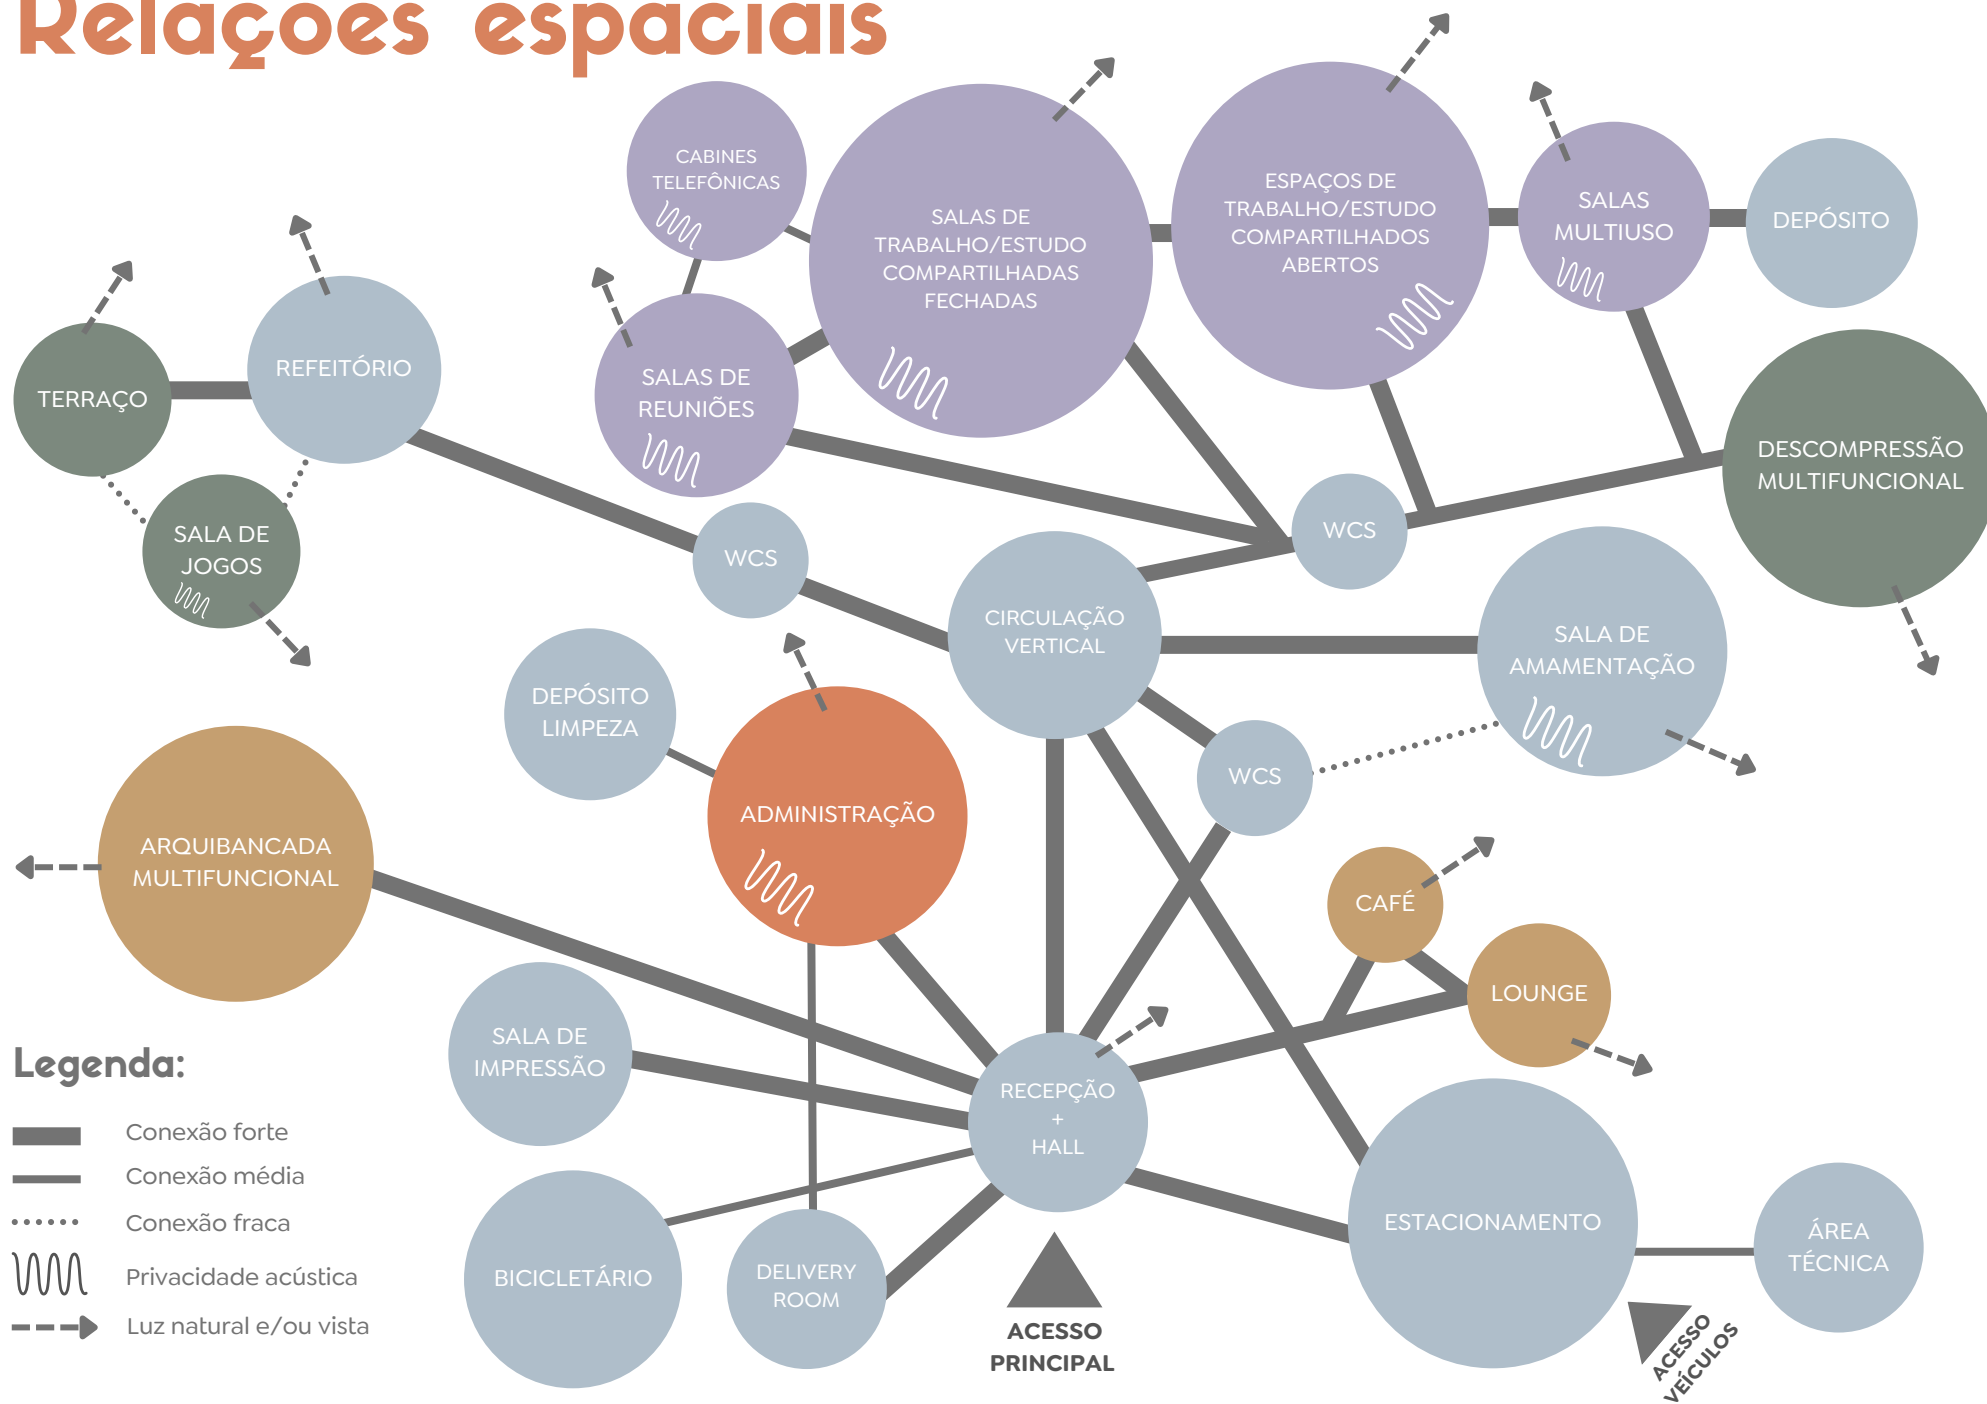 Relações espaciais
CABINES
TELEFÔNICAS
SALAS DE
TRABALHO/ESTUDO
COMPARTILHADAS
FECHADAS
ESPAÇOS DE
TRABALHO/ESTUDO
COMPARTILHADOS
ABERTOS
SALAS
MULTIUSO
DEPÓSITO
TERRAÇO
REFEITÓRIO
SALAS DE
REUNIÕES
DESCOMPRESSÃO
MULTIFUNCIONAL
SALA DE
JOGOS
WCS
WCS
CIRCULAÇÃO
VERTICAL
SALA DE
AMAMENTAÇÃO
DEPÓSITO
LIMPEZA
WCS
ADMINISTRAÇÃO
ARQUIBANCADA
MULTIFUNCIONAL
CAFÉ
LOUNGE
SALA DE
IMPRESSÃO
RECEPÇÃO
+
HALL
BICICLETÁRIO
DELIVERY
ROOM
ESTACIONAMENTO
ÁREA
TÉCNICA
ACESSO
PRINCIPAL
ACESSO
VEÍCULOS
Legenda:
Conexão forte
Conexão média
Conexão fraca
Privacidade acústica
Luz natural e/ou vista